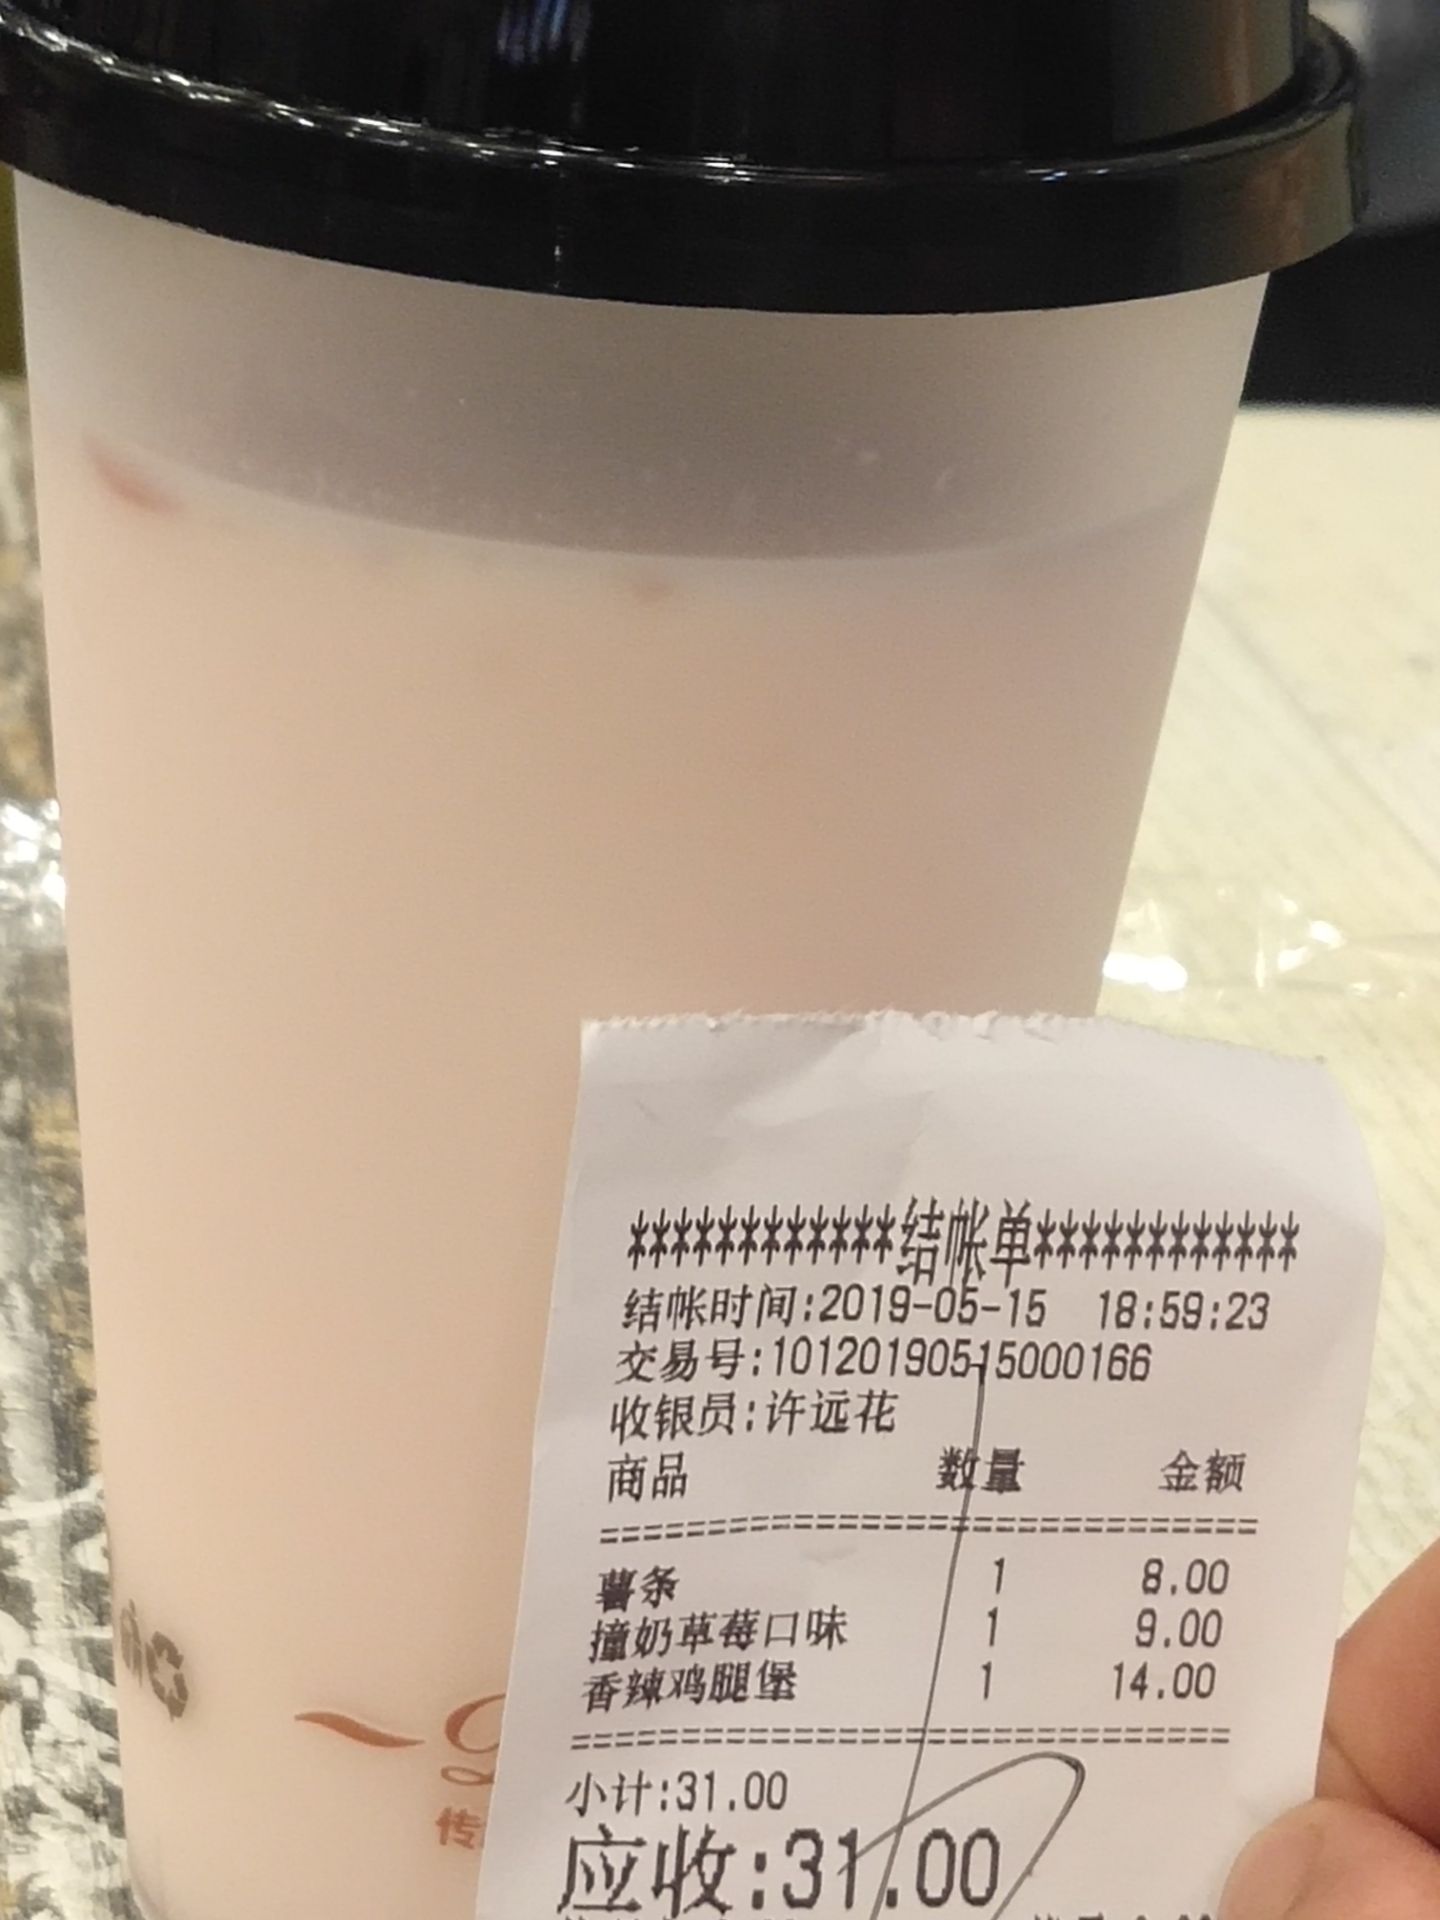 ************结帐单************
结帐时间:2019-05-15 18:59:23
交易号:10120190515000166
收银员:许远花
商品 数量 金额
==============================
薯条 1 8.00
撞奶草莓口味 1 9.00
香辣鸡腿堡 1 14.00
==============================
小计:31.00
应收:31.00
传